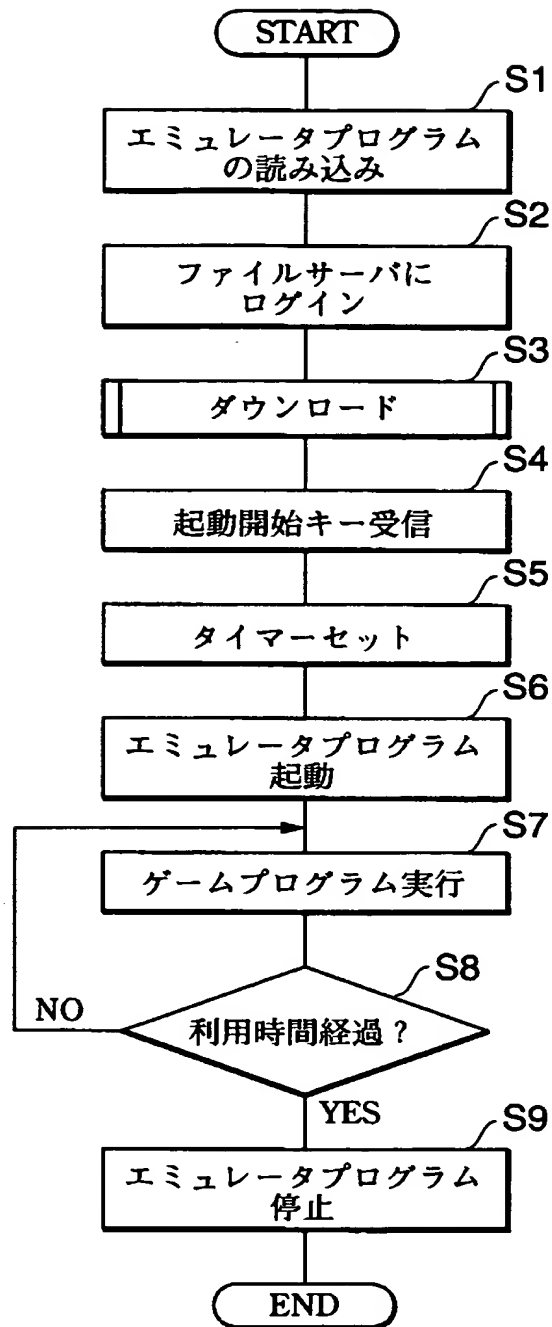 START
S1
エミュレータプログラム
の読み込み
S2
ファイルサーバに
ログイン
S3
ダウンロード
S4
起動開始キー受信
S5
タイマーセット
S6
エミュレータプログラム
起動
S7
ゲームプログラム実行
S8
利用時間経過?
NO
YES
S9
エミュレータプログラム
停止
END